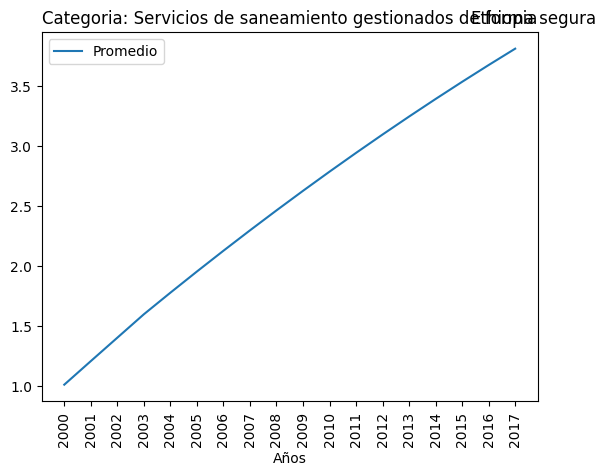 Categoria: Servicios de saneamiento gestionados de forma segura
Ethiopia
Promedio
3.5
3.0
2.5
2.0
1.5
1.0
2000 2001 2002 2003 2004 2005 2006 2007 2008 2009 2010 2011 2012 2013 2014 2015 2016 2017
Años